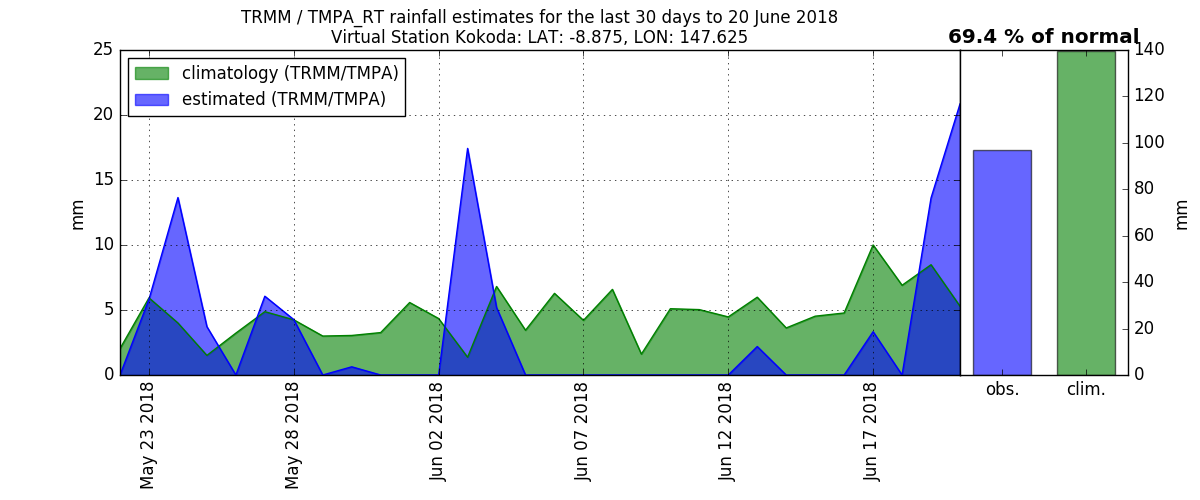 TRMM / TMPA_RT rainfall estimates for the last 30 days to 20 June 2018
Virtual Station Kokoda: LAT: -8.875, LON: 147.625
69.4 % of normal
climatology (TRMM/TMPA)
estimated (TRMM/TMPA)
25
20
15
10
5
0
mm
May 23 2018
May 28 2018
Jun 02 2018
Jun 07 2018
Jun 12 2018
Jun 17 2018
obs.
clim.
140
120
100
80
60
40
20
0
mm